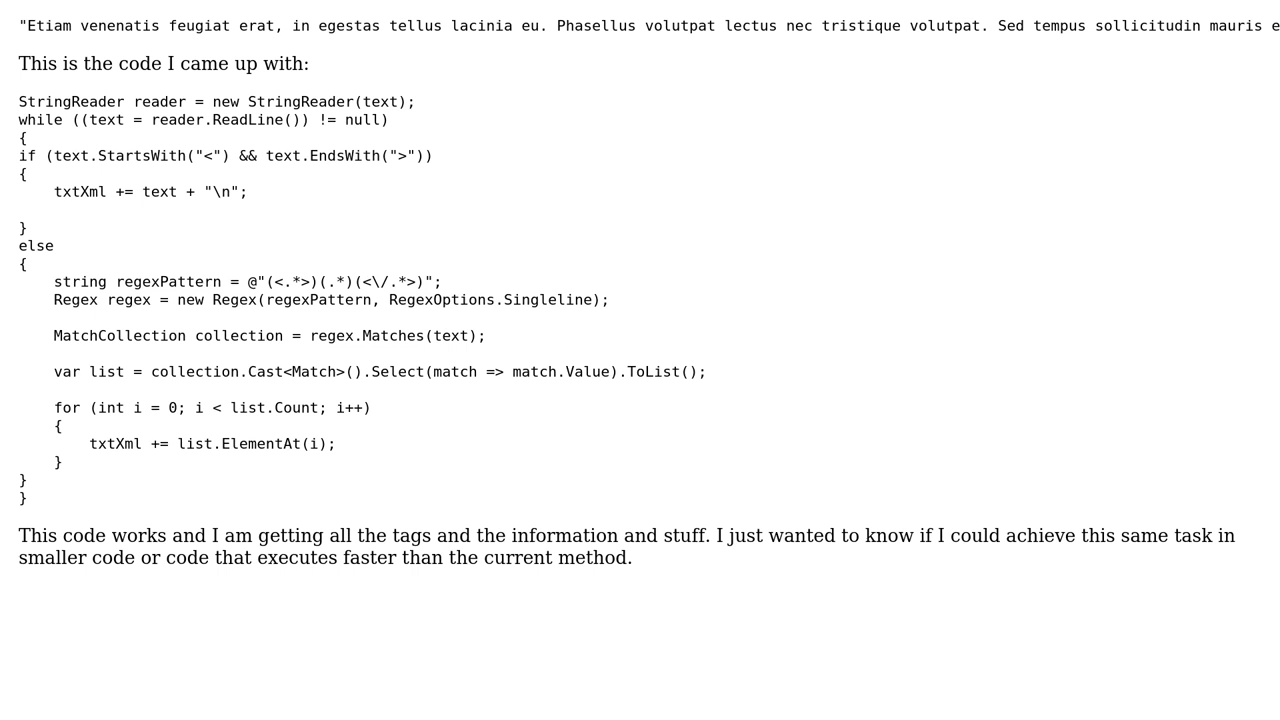 "Etiam venenatis feugiat erat, in egestas tellus lacinia eu. Phasellus volutpat lectus nec tristique volutpat. Sed tempus sollicitudin mauris e
This is the code I came up with:
StringReader reader = new StringReader(text);
while ((text = reader.ReadLine()) != null)
{
if (text.StartsWith("<") && text.EndsWith(">"))
{
    txtXml += text + "\n";

}
else
{
    string regexPattern = @"(<.*>)(.*)(<\/.*>)";
    Regex regex = new Regex(regexPattern, RegexOptions.Singleline);

    MatchCollection collection = regex.Matches(text);

    var list = collection.Cast<Match>().Select(match => match.Value).ToList();

    for (int i = 0; i < list.Count; i++)
    {
        txtXml += list.ElementAt(i);
    }
}
}
This code works and I am getting all the tags and the information and stuff. I just wanted to know if I could achieve this same task in
smaller code or code that executes faster than the current method.